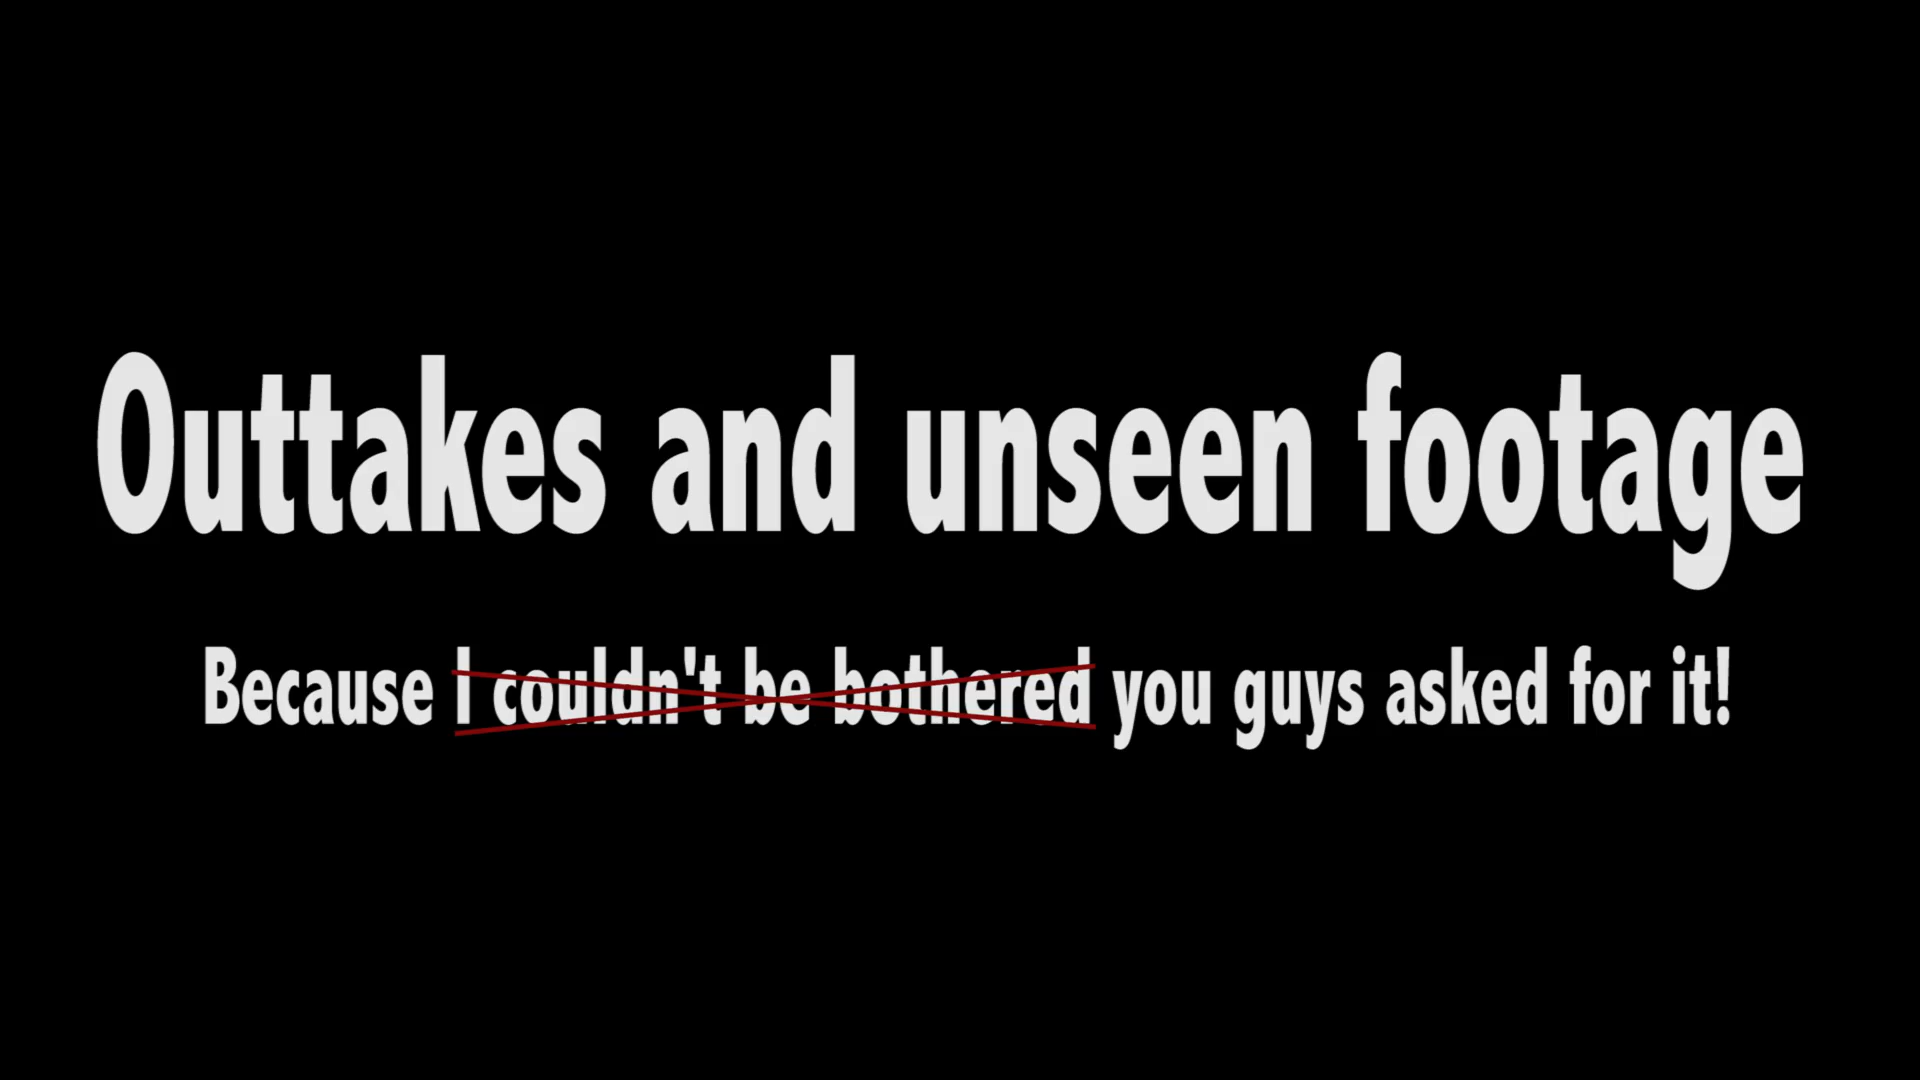 Outtakes and unseen footage
Because I couldn't be bothered you guys asked for it!